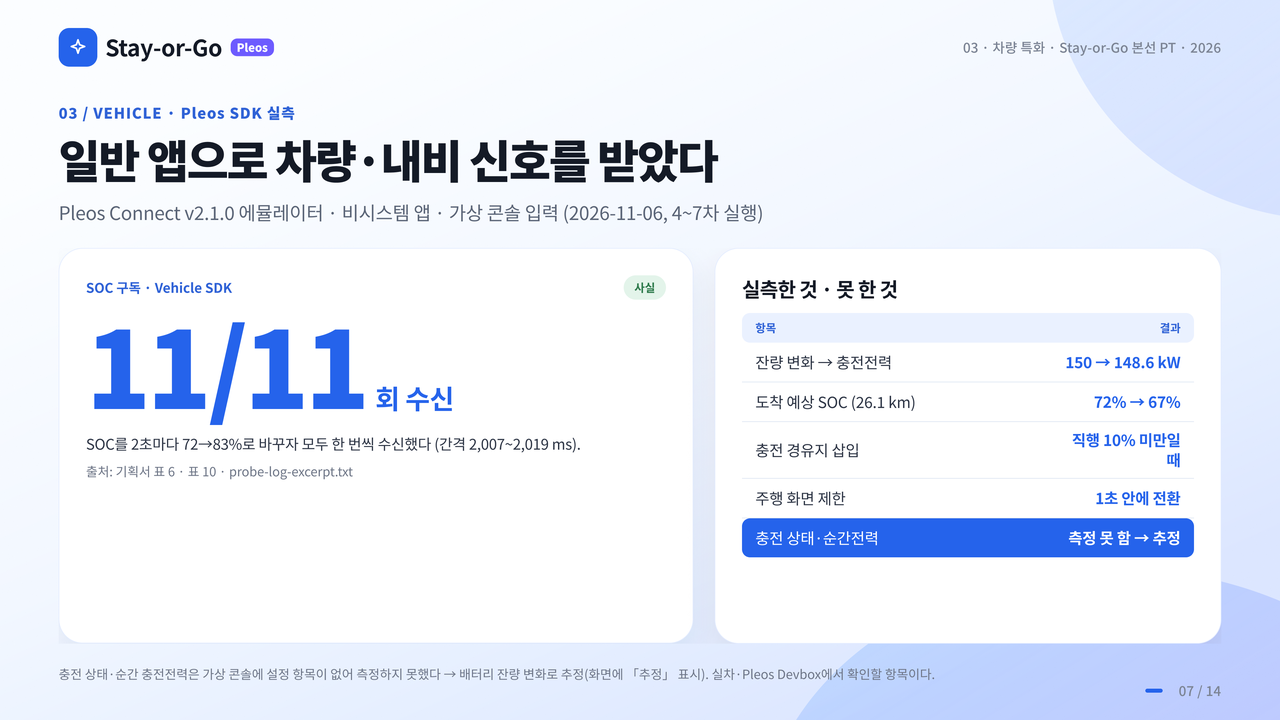 Stay-or-Go Pleos
03 · 차량 특화 · Stay-or-Go 본선 PT · 2026
03 / VEHICLE · Pleos SDK 실측
일반 앱으로 차량·내비 신호를 받았다
Pleos Connect v2.1.0 에뮬레이터 · 비시스템 앱 · 가상 콘솔 입력 (2026-11-06, 4~7차 실행)
SOC 구독 · Vehicle SDK
사실
11/11 회 수신
SOC를 2초마다 72→83%로 바꾸자 모두 한 번씩 수신했다 (간격 2,007~2,019 ms).
출처: 기획서 표 6 · 표 10 · probe-log-excerpt.txt
실측한 것 · 못 한 것
항목 결과
잔량 변화 → 충전전력 150 → 148.6 kW
도착 예상 SOC (26.1 km) 72% → 67%
충전 경유지 삽입 직행 10% 미만일
때
주행 화면 제한 1초 안에 전환
충전 상태·순간전력 측정 못 함 → 추정
충전 상태·순간 충전전력은 가상 콘솔에 설정 항목이 없어 측정하지 못했다 → 배터리 잔량 변화로 추정(화면에 「추정」 표시). 실차·Pleos Devbox에서 확인할 항목이다.
07 / 14